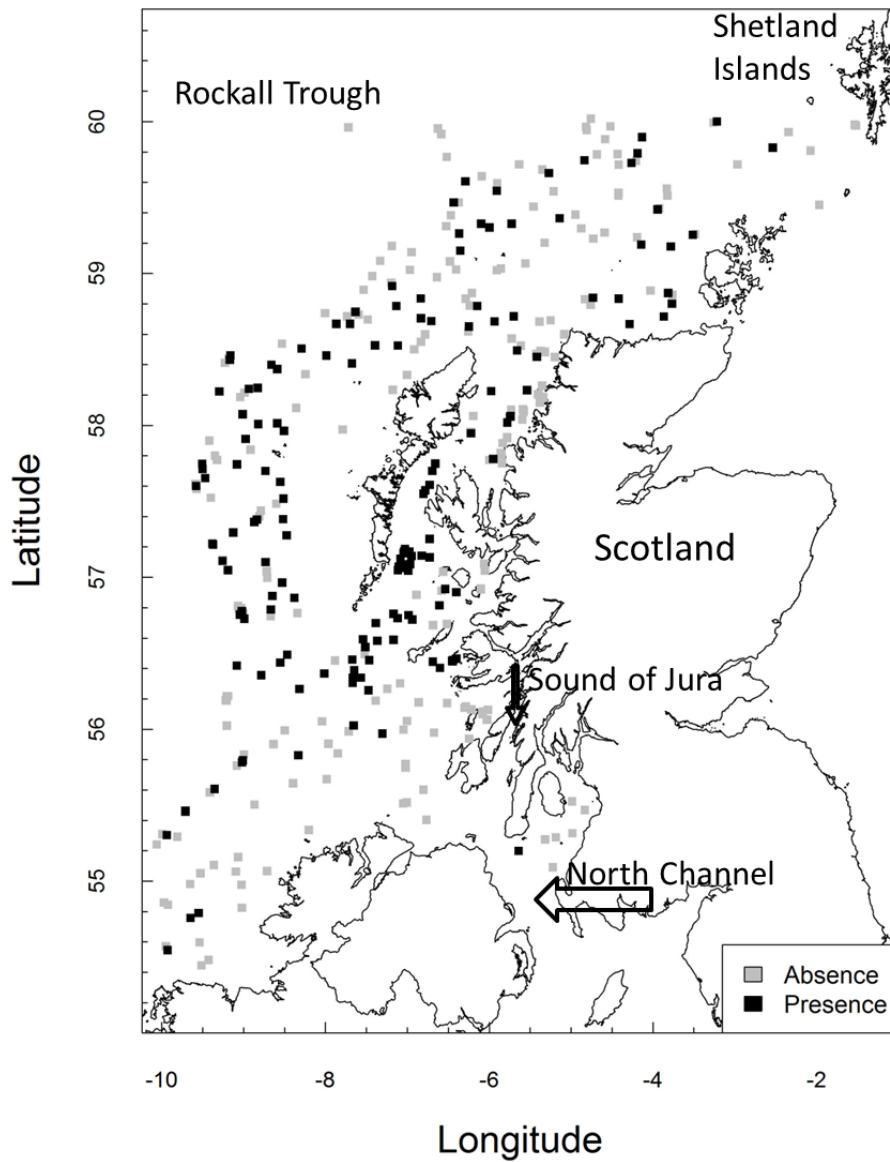 Shetland
Islands
Rockall Trough
60
59
58
57
56
55
Latitude
Scotland
Sound of Jura
North Channel
Absence
Presence
-10
-8
-6
-4
-2
Longitude